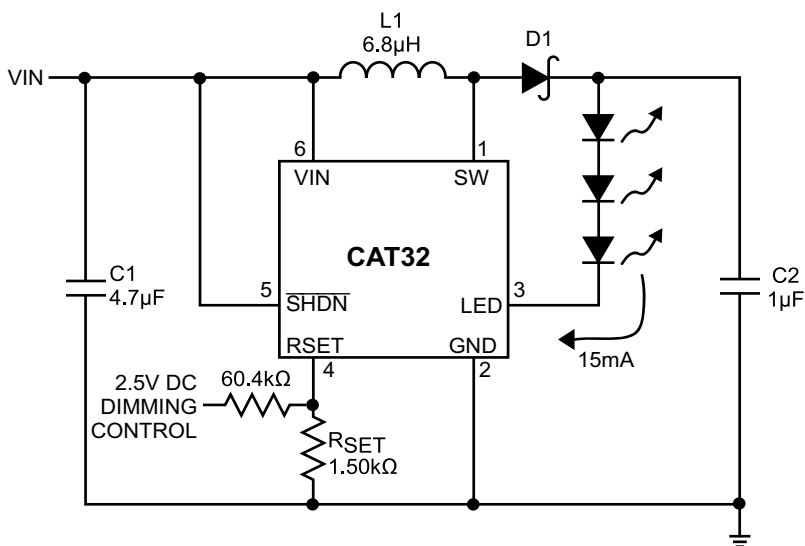 L1
6.8µH
D1
VIN
6
1
VIN
SW
CAT32
C1
4.7µF
5
SHDN
LED
3
C2
1µF
RSET
GND
4
2
15mA
2.5V DC
DIMMING
CONTROL
60.4kΩ
RSET
1.50kΩ